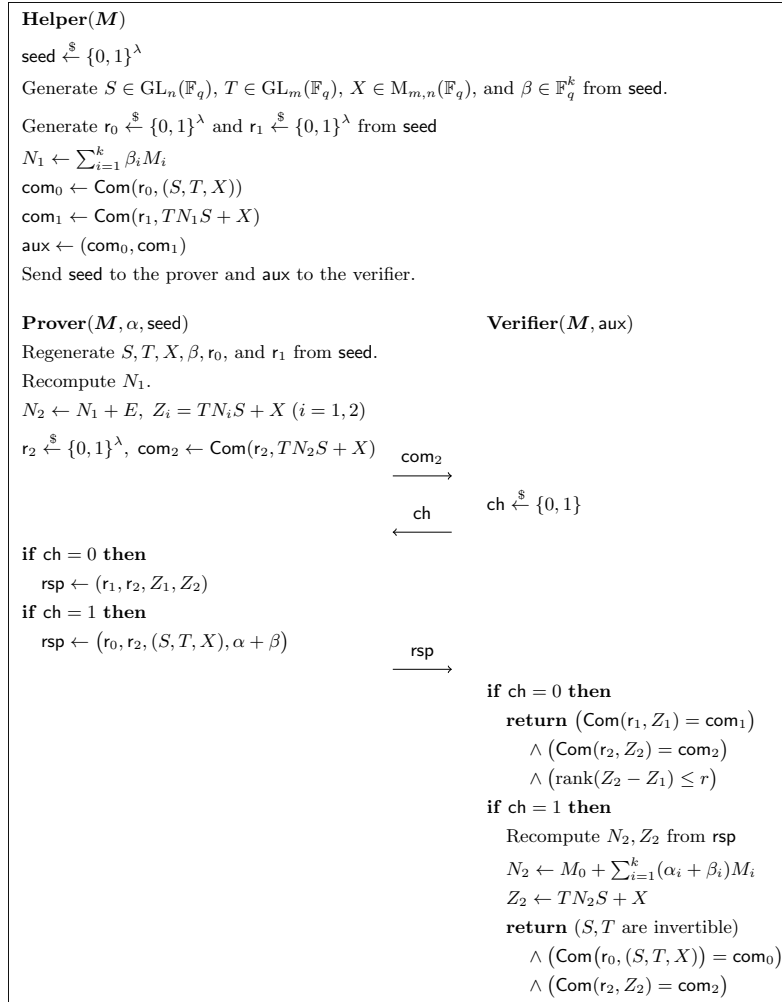 Helper(M)
seed ←$ {0, 1}^λ
Generate S ∈ GL_n(𝔽_q), T ∈ GL_m(𝔽_q), X ∈ M_{m,n}(𝔽_q), and β ∈ 𝔽_q^k from seed.
Generate r_0 ←$ {0, 1}^λ and r_1 ←$ {0, 1}^λ from seed
N_1 ← ∑_{i=1}^k β_i M_i
com_0 ← Com(r_0, (S, T, X))
com_1 ← Com(r_1, TN_1S + X)
aux ← (com_0, com_1)
Send seed to the prover and aux to the verifier.
Prover(M, α, seed) Verifier(M, aux)
Regenerate S, T, X, β, r_0, and r_1 from seed.
Recompute N_1.
N_2 ← N_1 + E, Z_i = TN_iS + X (i = 1, 2)
r_2 ←$ {0, 1}^λ, com_2 ← Com(r_2, TN_2S + X) com_2
ch ←$ {0, 1}
ch
if ch = 0 then
rsp ← (r_1, r_2, Z_1, Z_2)
if ch = 1 then
rsp ← (r_0, r_2, (S, T, X), α + β) rsp
if ch = 0 then
return (Com(r_1, Z_1) = com_1)
∧ (Com(r_2, Z_2) = com_2)
∧ (rank(Z_2 − Z_1) ≤ r)
if ch = 1 then
Recompute N_2, Z_2 from rsp
N_2 ← M_0 + ∑_{i=1}^k (α_i + β_i)M_i
Z_2 ← TN_2S + X
return (S, T are invertible)
∧ (Com(r_0, (S, T, X)) = com_0)
∧ (Com(r_2, Z_2) = com_2)